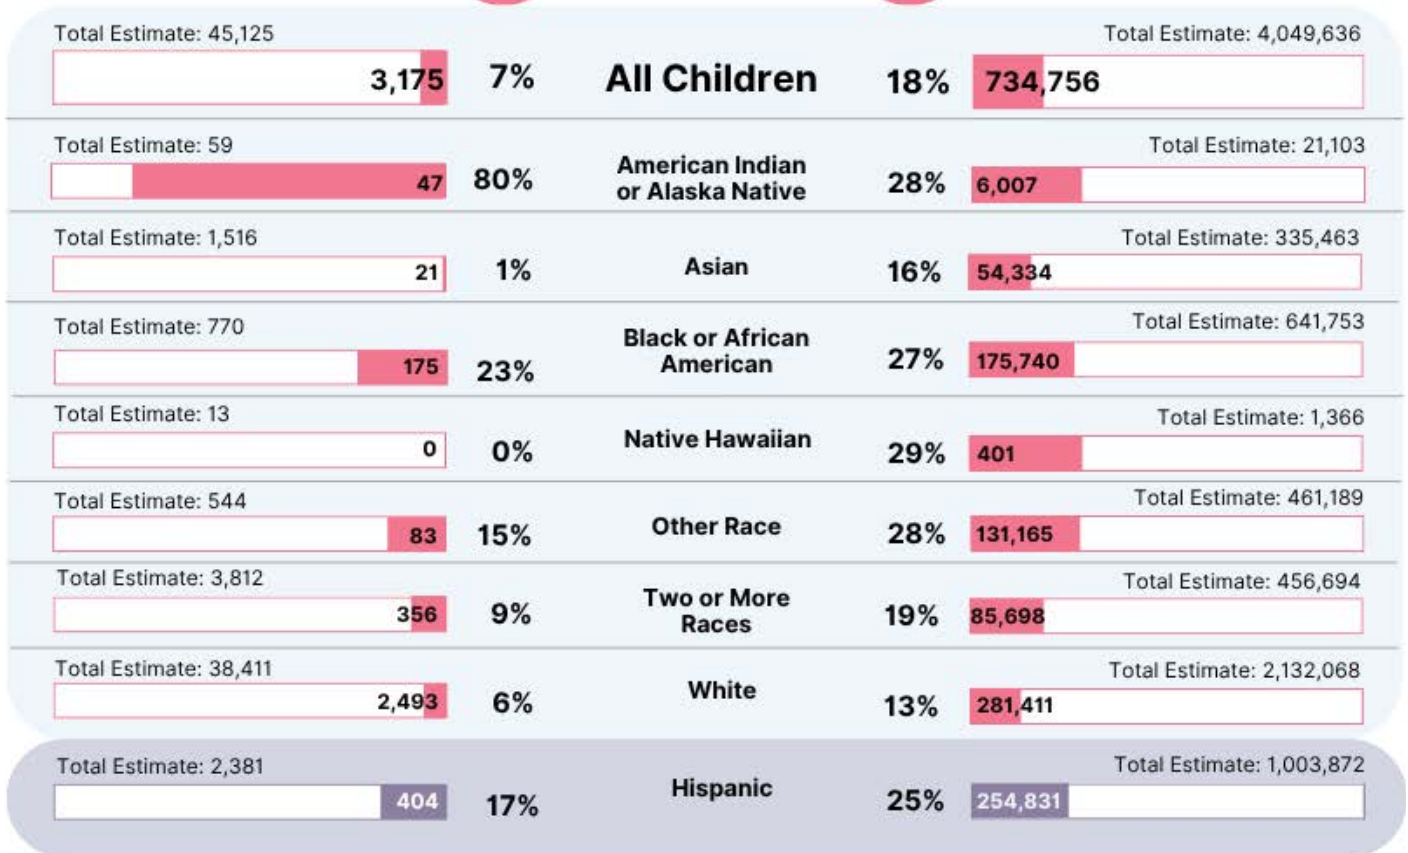 Total Estimate: 45,125
Total Estimate: 4,049,636
3,175 7% All Children 18% 734,756
Total Estimate: 59
Total Estimate: 21,103
47 80% American Indian
or Alaska Native 28% 6,007
Total Estimate: 1,516
Total Estimate: 335,463
21 1% Asian 16% 54,334
Total Estimate: 770
Total Estimate: 641,753
175 23% Black or African
American 27% 175,740
Total Estimate: 13
Total Estimate: 1,366
0 0% Native Hawaiian 29% 401
Total Estimate: 544
Total Estimate: 461,189
83 15% Other Race 28% 131,165
Total Estimate: 3,812
Total Estimate: 456,694
356 9% Two or More
Races 19% 85,698
Total Estimate: 38,411
Total Estimate: 2,132,068
2,493 6% White 13% 281,411
Total Estimate: 2,381
Total Estimate: 1,003,872
404 17% Hispanic 25% 254,831